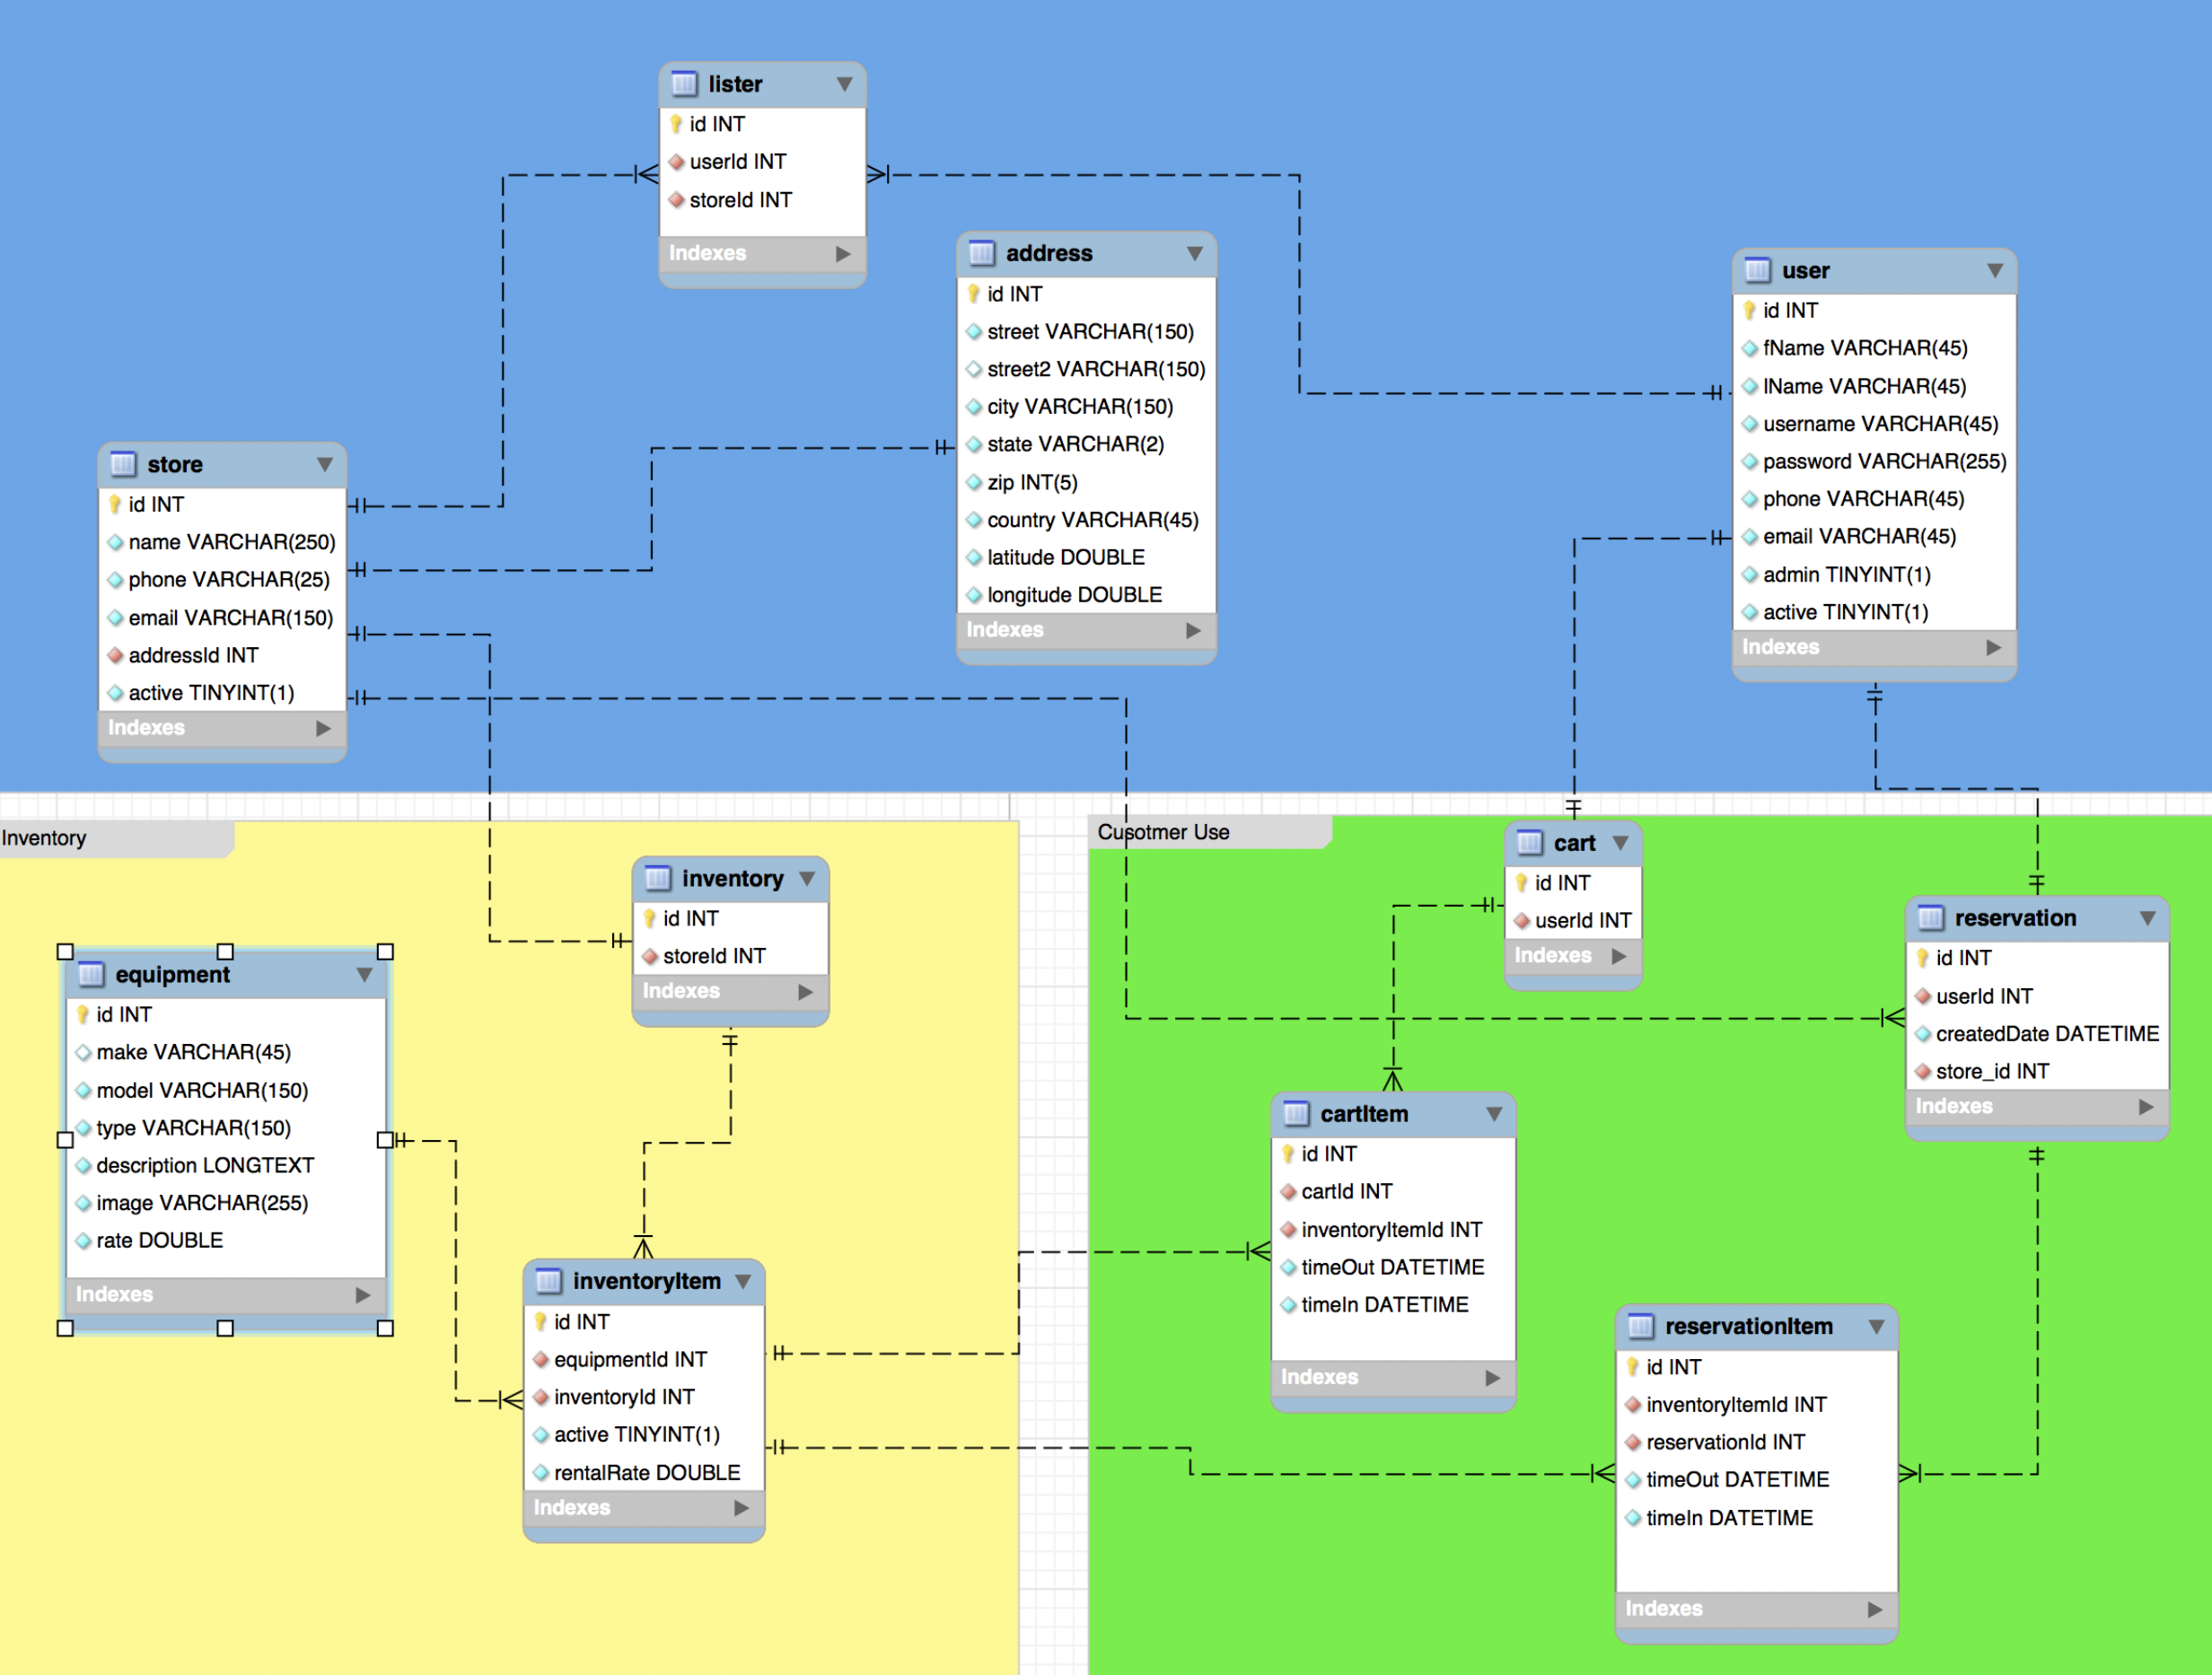 lister
id INT
userId INT
storeId INT
Indexes
address
id INT
street VARCHAR(150)
street2 VARCHAR(150)
city VARCHAR(150)
state VARCHAR(2)
zip INT(5)
country VARCHAR(45)
latitude DOUBLE
longitude DOUBLE
Indexes
user
id INT
fName VARCHAR(45)
lName VARCHAR(45)
username VARCHAR(45)
password VARCHAR(255)
phone VARCHAR(45)
email VARCHAR(45)
admin TINYINT(1)
active TINYINT(1)
Indexes
store
id INT
name VARCHAR(250)
phone VARCHAR(25)
email VARCHAR(150)
addressId INT
active TINYINT(1)
Indexes
Inventory
inventory
id INT
storeId INT
Indexes
equipment
id INT
make VARCHAR(45)
model VARCHAR(150)
type VARCHAR(150)
description LONGTEXT
image VARCHAR(255)
rate DOUBLE
Indexes
inventoryItem
id INT
equipmentId INT
inventoryId INT
active TINYINT(1)
rentalRate DOUBLE
Indexes
Cusotmer Use
cart
id INT
userId INT
Indexes
reservation
id INT
userId INT
createdDate DATETIME
store_id INT
Indexes
cartItem
id INT
cartId INT
inventoryItemId INT
timeOut DATETIME
timeIn DATETIME
Indexes
reservationItem
id INT
inventoryItemId INT
reservationId INT
timeOut DATETIME
timeIn DATETIME
Indexes